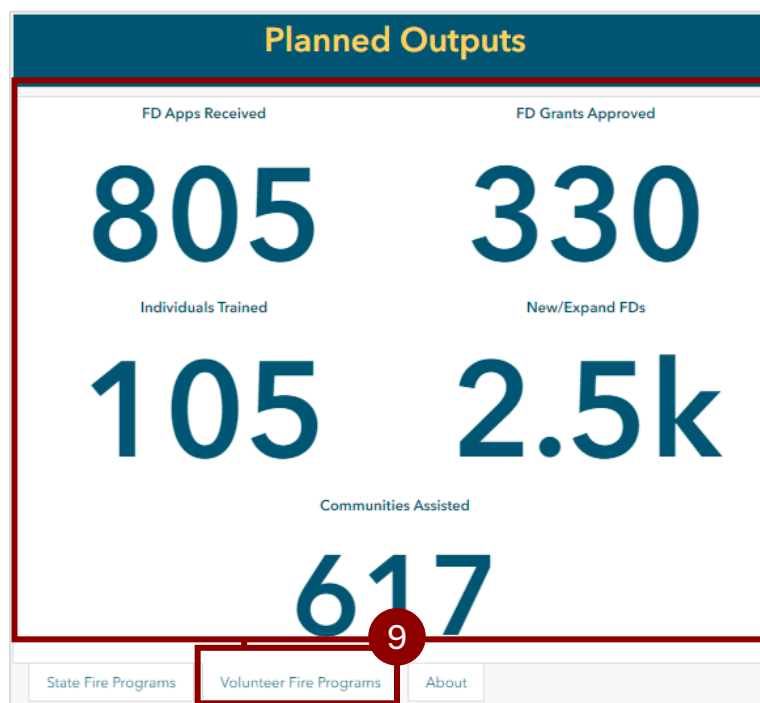 Planned Outputs
FD Apps Received
FD Grants Approved
805
330
Individuals Trained
New/Expand FDs
105
2.5k
Communities Assisted
617
9
State Fire Programs
Volunteer Fire Programs
About